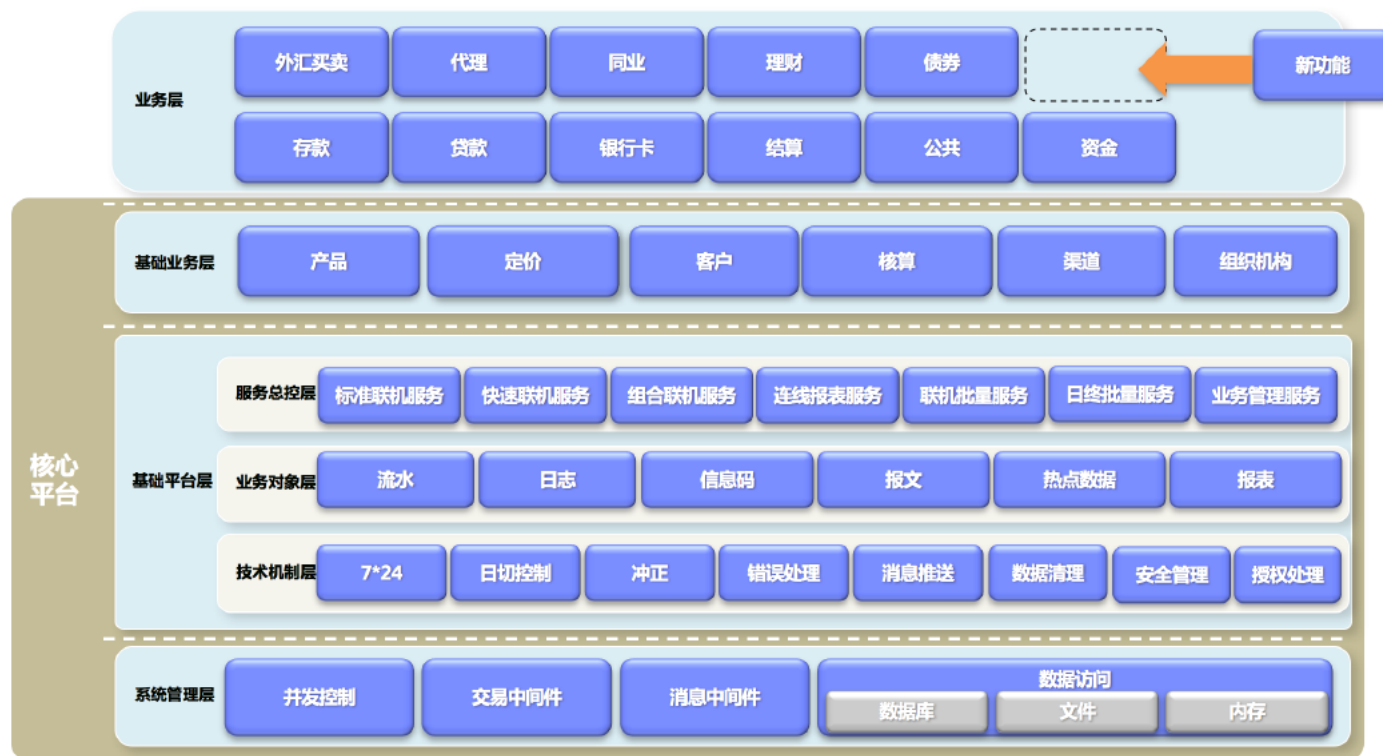 业务层
外汇买卖 代理 同业 理财 债券 新功能
存款 贷款 银行卡 结算 公共 资金
核心
平台
基础业务层
产品 定价 客户 核算 渠道 组织机构
基础平台层
服务总控层 标准联机服务 快速联机服务 组合联机服务 连线报表服务 联机批量服务 日终批量服务 业务管理服务
业务对象层 流水 日志 信息码 报文 热点数据 报表
技术机制层 7*24 日切控制 冲正 错误处理 消息推送 数据清理 安全管理 授权处理
系统管理层
并发控制 交易中间件 消息中间件 数据访问
数据库 文件 内存